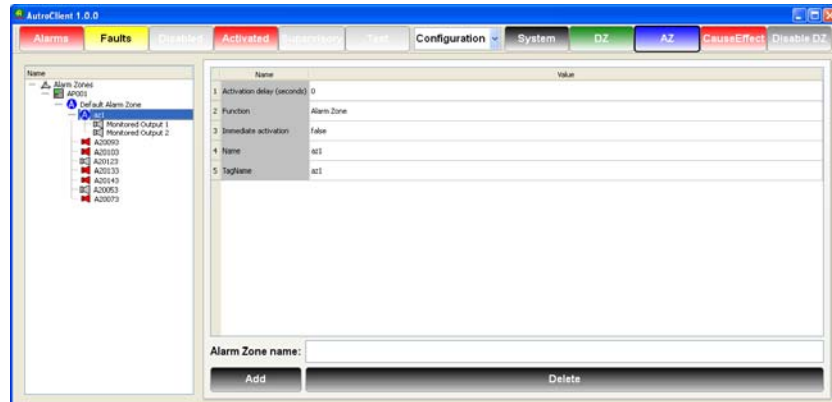 AutroClient 1.0.0
Alarms Faults Disabled Activated Supervisory Test Configuration System DZ AZ CauseEffect Disable DZ
Name
Alarm Zones
AP001
Default Alarm Zone
az1
Monitored Output 1
Monitored Output 2
A20093
A20103
A20123
A20133
A20143
A20053
A20073
Name Value
1 Activation delay (seconds) 0
2 Function Alarm Zone
3 Immediate activation false
4 Name az1
5 TagName az1
Alarm Zone name:
Add Delete